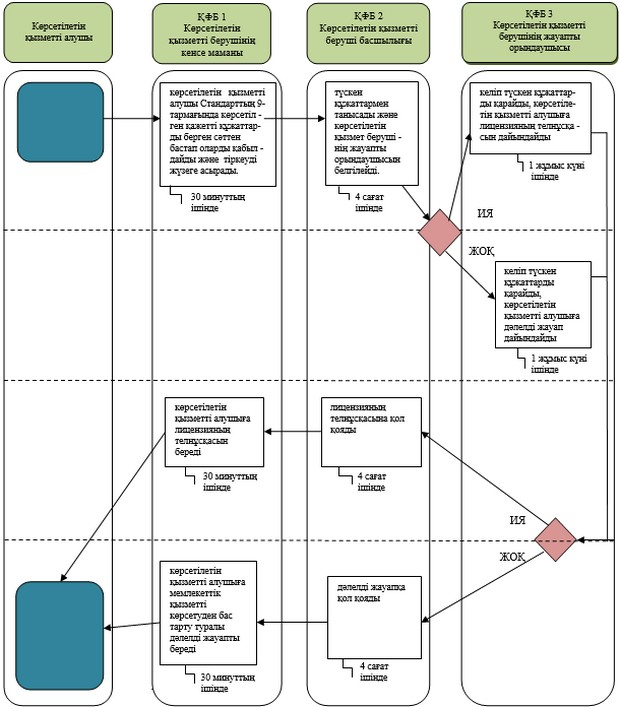 Көрсетілетін
қызметті алушы
ҚФБ 1
Көрсетілетін
қызметті берушінің
кеңсе маманы
ҚФБ 2
Көрсетілетін қызметті
беруші басшылығы
ҚФБ 3
Көрсетілетін қызметті
берушінің жауапты
орындаушысы
көрсетілетін қызметті
алушы Стандарттың 9-
тармағында көрсетіл -
ген қажетті құжаттар-
ды берген сәттен
бастап оларды қабыл -
дайды және тіркеуді
жүзеге асырады.
30 минуттың
ішінде
түскен
құжаттармен
танысады және
көрсетілетін
қызмет беруші -
нің жауапты
орындаушысын
белгілейді.
4 сағат
ішінде
келіп түскен құжаттар-
ды қарайды, көрсетіле-
тін қызметті алушыға
лицензияның телнұсқа -
сын дайындайды
1 жұмыс күні
ішінде
ИЯ
ЖОҚ
келіп түскен
құжаттарды
қарайды,
көрсетілетін
қызметті алушыға
дәлелді жауап
дайындайды
1 жұмыс күні
ішінде
көрсетілетін
қызметті алушыға
лицензияның
телнұсқасын
береді
30 минуттың
ішінде
лицензияның
телнұсқасына қол
қояды
4 сағат
ішінде
ИЯ
ЖОҚ
көрсетілетін
қызметті алушыға
мемлекеттік
қызметті
көрсетуден бас
тарту туралы
дәлелді жауапты
береді
30 минуттың
ішінде
дәлелді жауапқа
қол қояды
4 сағат
ішінде